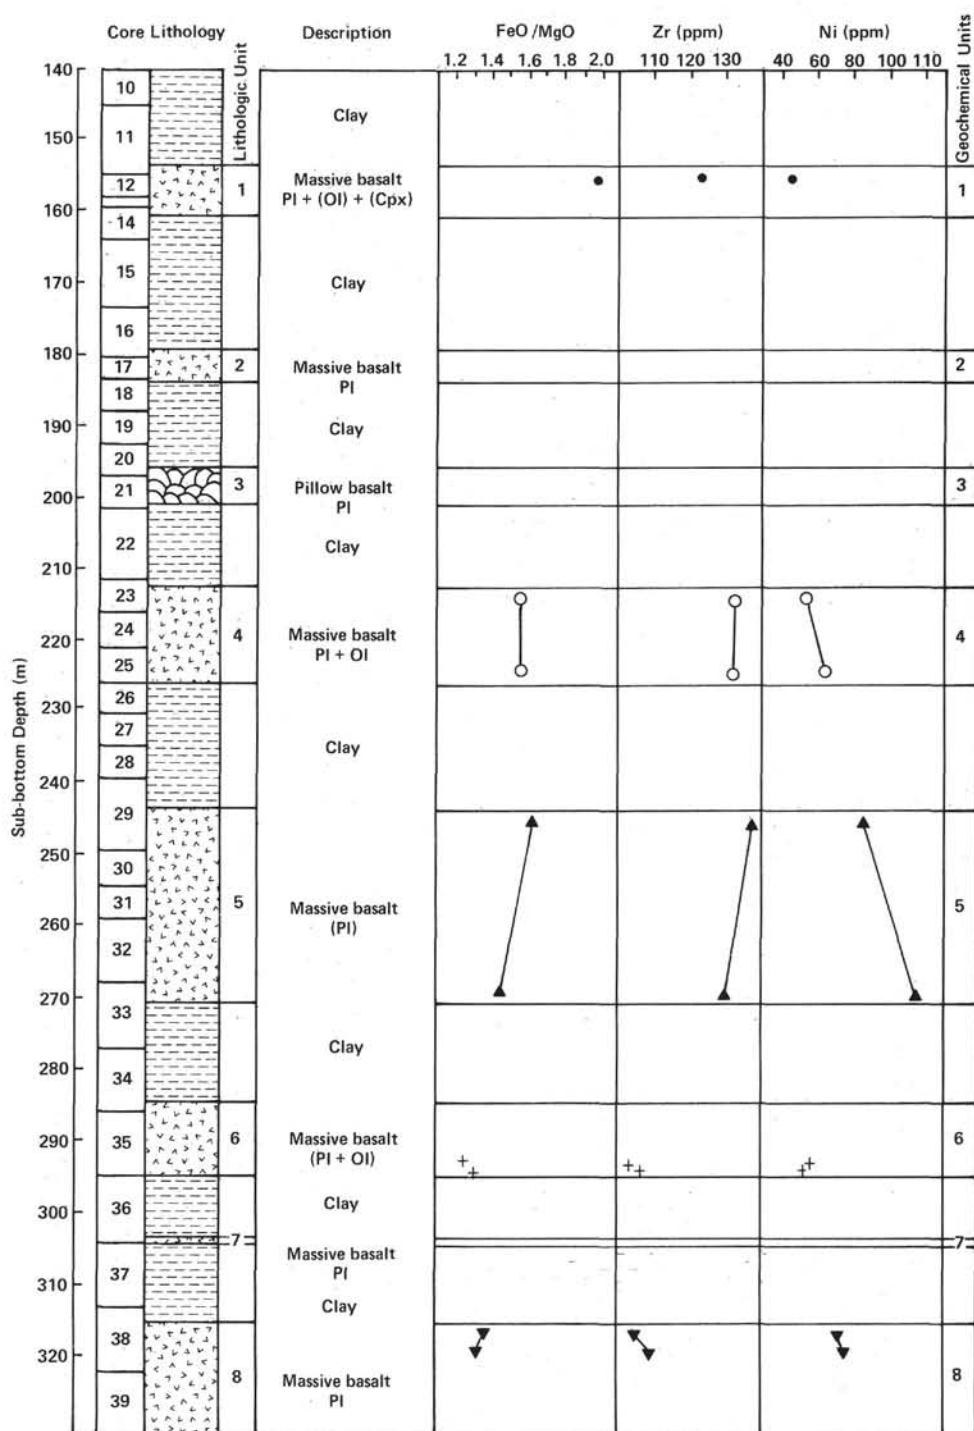 Core Lithology
Lithologic Unit
Description
FeO/MgO
Zr (ppm)
Ni (ppm)
Geochemical Units
1.2 1.4 1.6 1.8 2.0
110 130
40 60 80 100 110
Sub-bottom Depth (m)
140
10
Clay
150
11
12
1
Massive basalt
Pl + (Ol) + (Cpx)
1
160
14
170
15
Clay
16
180
17
2
Massive basalt
Pl
2
18
190
19
Clay
20
200
21
3
Pillow basalt
Pl
3
22
Clay
210
23
24
4
Massive basalt
Pl + Ol
4
220
25
26
230
27
Clay
28
240
29
250
30
31
5
Massive basalt
(Pl)
5
260
32
270
33
Clay
280
34
290
35
6
Massive basalt
(Pl + Ol)
6
36
Clay
300
7
7
37
Massive basalt
Pl
310
Clay
38
320
8
Massive basalt
Pl
8
39